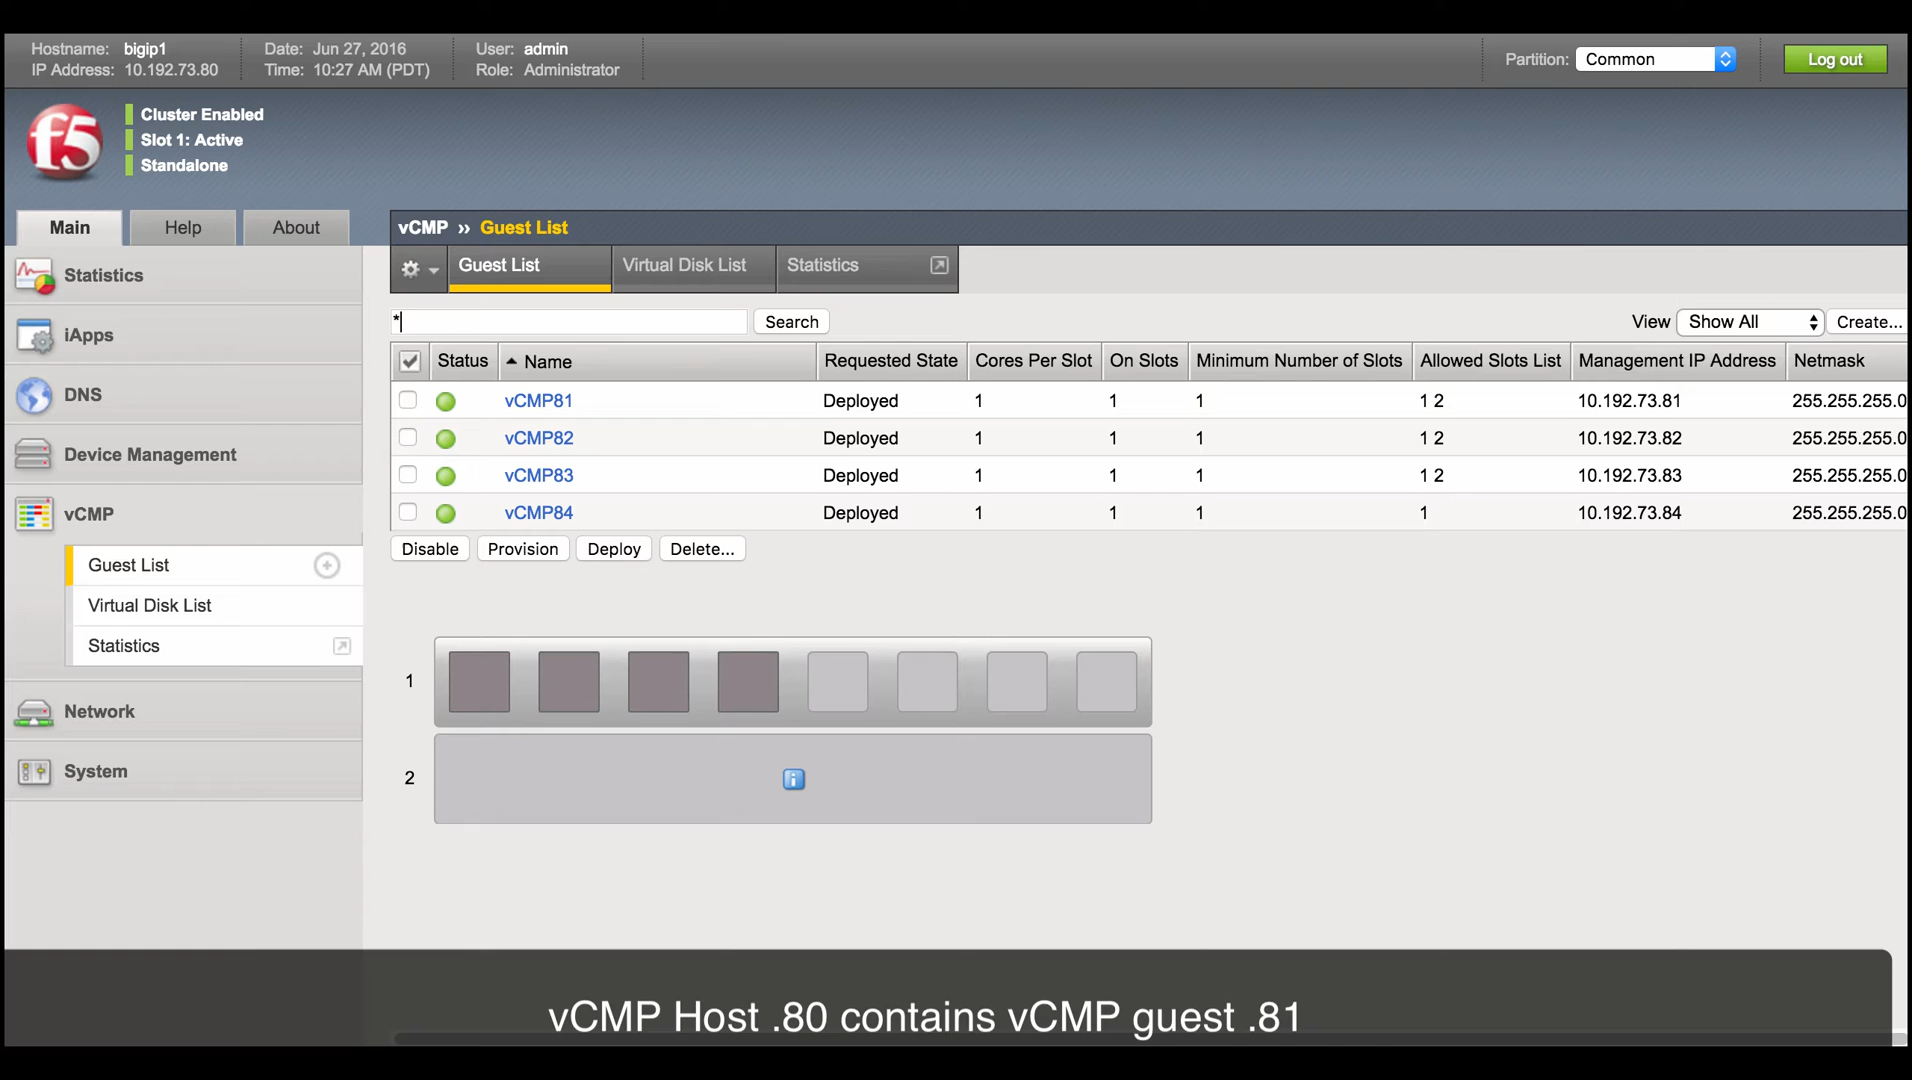 Hostname: bigip1 Date: Jun 27, 2016 User: admin
IP Address: 10.192.73.80 Time: 10:27 AM (PDT) Role: Administrator
Partition: Common Log out
f5
Cluster Enabled
Slot 1: Active
Standalone
Main Help About
vCMP ›› Guest List
Guest List Virtual Disk List Statistics
Statistics
iApps
DNS
Device Management
vCMP
Guest List
Virtual Disk List
Statistics
Network
System
* Search View Show All Create...
Status Name Requested State Cores Per Slot On Slots Minimum Number of Slots Allowed Slots List Management IP Address Netmask
vCMP81 Deployed 1 1 1 1 2 10.192.73.81 255.255.255.0
vCMP82 Deployed 1 1 1 1 2 10.192.73.82 255.255.255.0
vCMP83 Deployed 1 1 1 1 2 10.192.73.83 255.255.255.0
vCMP84 Deployed 1 1 1 1 10.192.73.84 255.255.255.0
Disable Provision Deploy Delete...
1
2
vCMP Host .80 contains vCMP guest .81